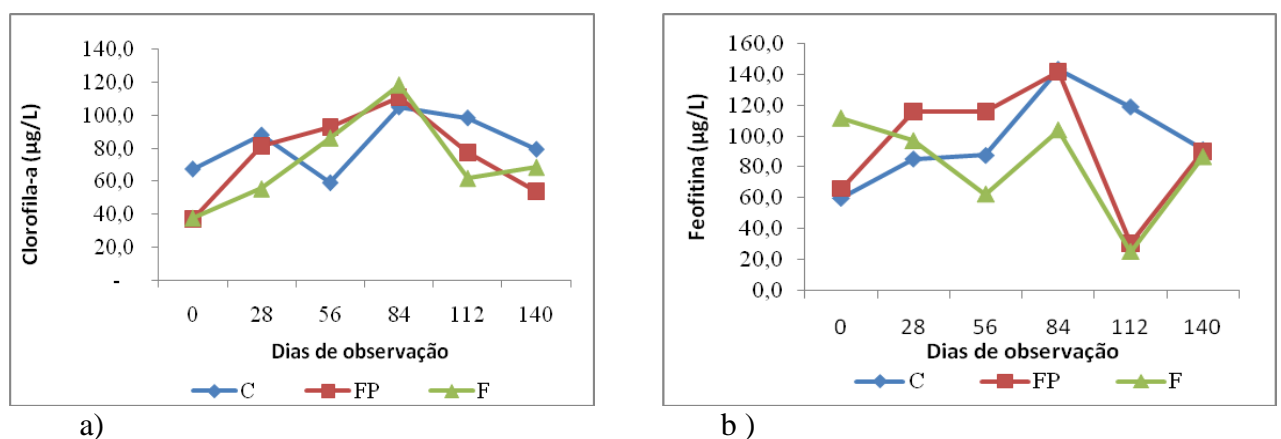 140,0
120,0
100,0
80,0
60,0
40,0
20,0
-
Clorofila-a (µg/L)
0 28 56 84 112 140
Dias de observação
C FP F
a)
160,0
140,0
120,0
100,0
80,0
60,0
40,0
20,0
0,0
Feofitina (µg/L)
0 28 56 84 112 140
Dias de observação
C FP F
b )